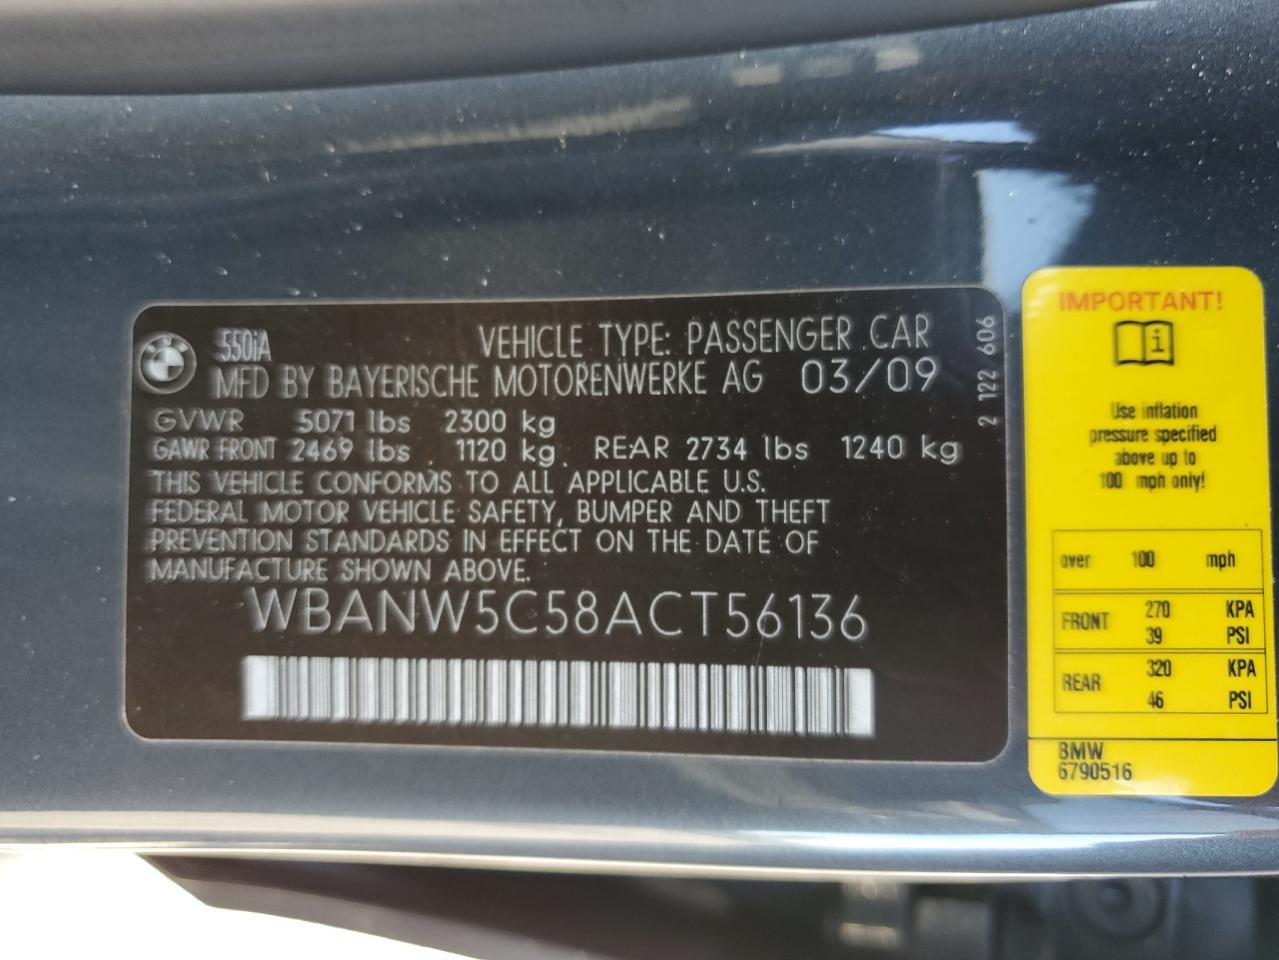 550iA
VEHICLE TYPE: PASSENGER CAR
MFD BY BAYERISCHE MOTORENWERKE AG 03/09
GVWR 5071 lbs 2300 kg
GAWR FRONT 2469 lbs 1120 kg REAR 2734 lbs 1240 kg
THIS VEHICLE CONFORMS TO ALL APPLICABLE U.S.
FEDERAL MOTOR VEHICLE SAFETY, BUMPER AND THEFT
PREVENTION STANDARDS IN EFFECT ON THE DATE OF
MANUFACTURE SHOWN ABOVE.
WBANW5C58ACT56136
2 122 606
IMPORTANT!
Use inflation
pressure specified
above up to
100 mph only!
over 100 mph
FRONT 270 KPA
39 PSI
REAR 320 KPA
46 PSI
BMW
6790516